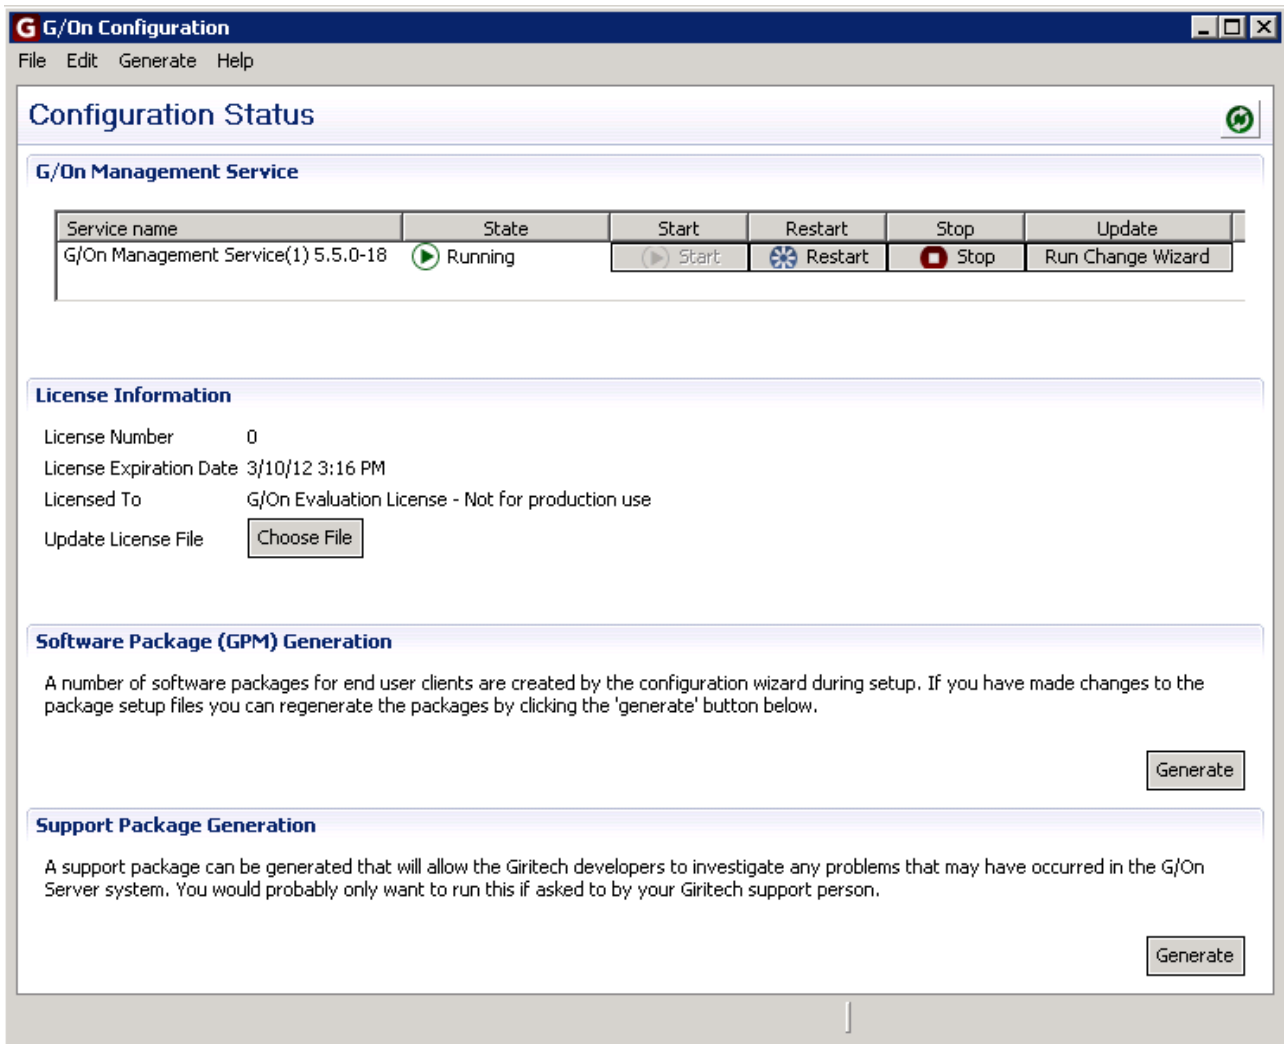 G G/On Configuration
File Edit Generate Help
Configuration Status
G/On Management Service
Service name State Start Restart Stop Update
G/On Management Service(1) 5.5.0-18 Running Start Restart Stop Run Change Wizard
License Information
License Number 0
License Expiration Date 3/10/12 3:16 PM
Licensed To G/On Evaluation License - Not for production use
Update License File Choose File
Software Package (GPM) Generation
A number of software packages for end user clients are created by the configuration wizard during setup. If you have made changes to the
package setup files you can regenerate the packages by clicking the 'generate' button below.
Generate
Support Package Generation
A support package can be generated that will allow the Giritech developers to investigate any problems that may have occurred in the G/On
Server system. You would probably only want to run this if asked to by your Giritech support person.
Generate